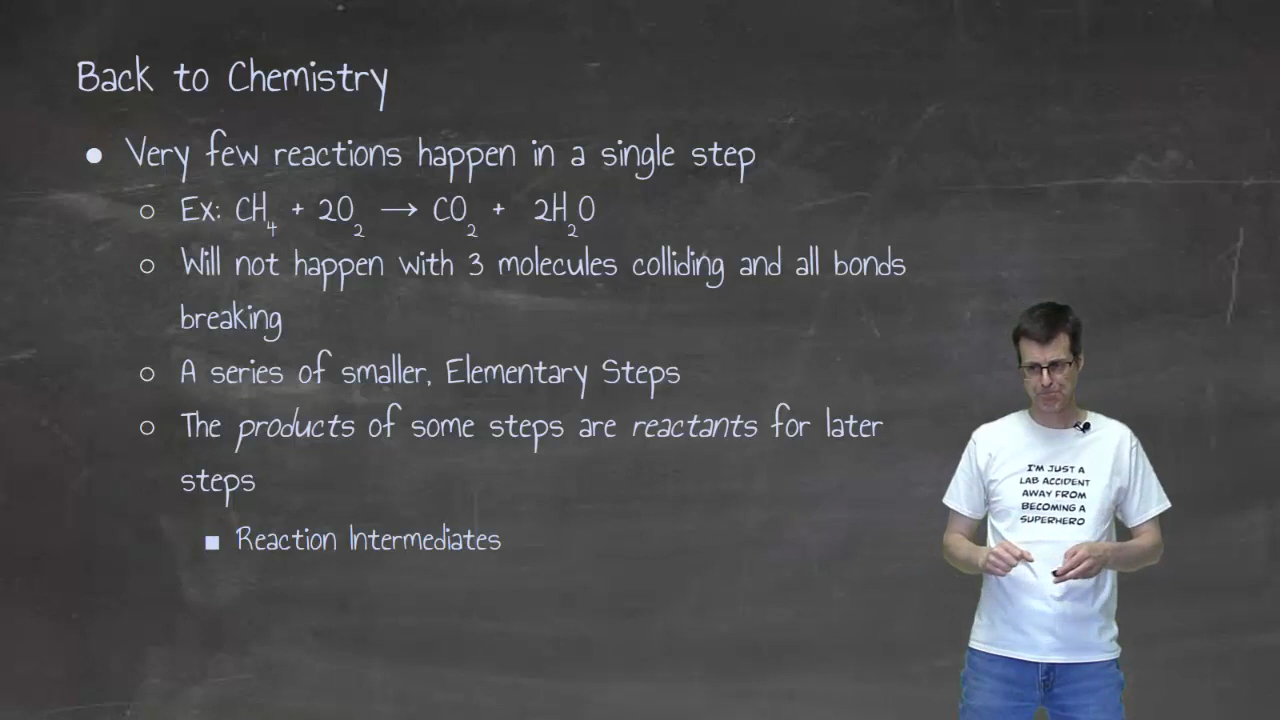 Back to Chemistry
● Very few reactions happen in a single step
○ Ex: CH₄ + 2O₂ → CO₂ + 2H₂O
○ Will not happen with 3 molecules colliding and all bonds
breaking
○ A series of smaller, Elementary Steps
○ The products of some steps are reactants for later
steps
■ Reaction Intermediates
I'M JUST A
LAB ACCIDENT
AWAY FROM
BECOMING A
SUPERHERO